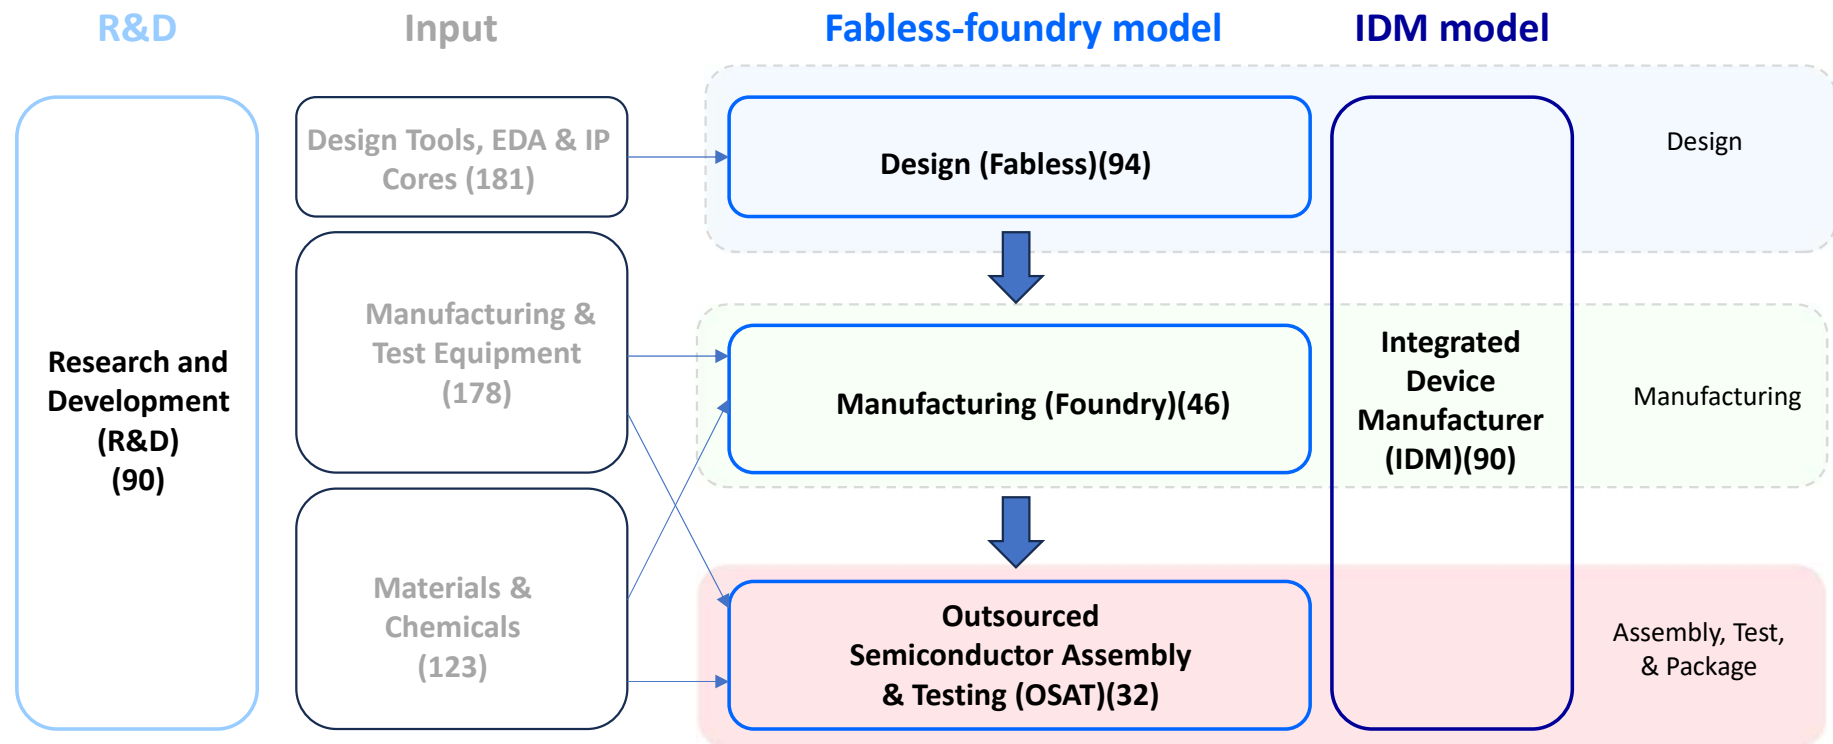 R&D
Input
Fabless-foundry model
IDM model
Research and
Development
(R&D)
(90)
Design Tools, EDA & IP
Cores (181)
Manufacturing &
Test Equipment
(178)
Materials &
Chemicals
(123)
Design (Fabless)(94)
Manufacturing (Foundry)(46)
Outsourced
Semiconductor Assembly
& Testing (OSAT)(32)
Integrated
Device
Manufacturer
(IDM)(90)
Design
Manufacturing
Assembly, Test,
& Package